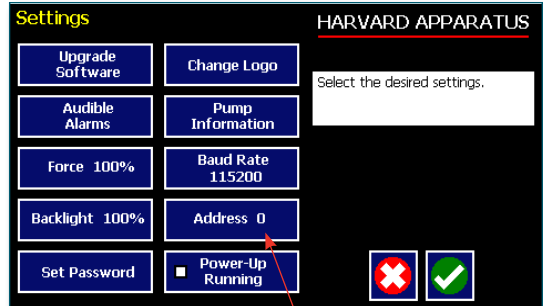 Settings
HARVARD APPARATUS
Upgrade
Software
Change Logo
Select the desired settings.
Audible
Alarms
Pump
Information
Force 100%
Baud Rate
115200
Backlight 100%
Address 0
Set Password
Power-Up
Running